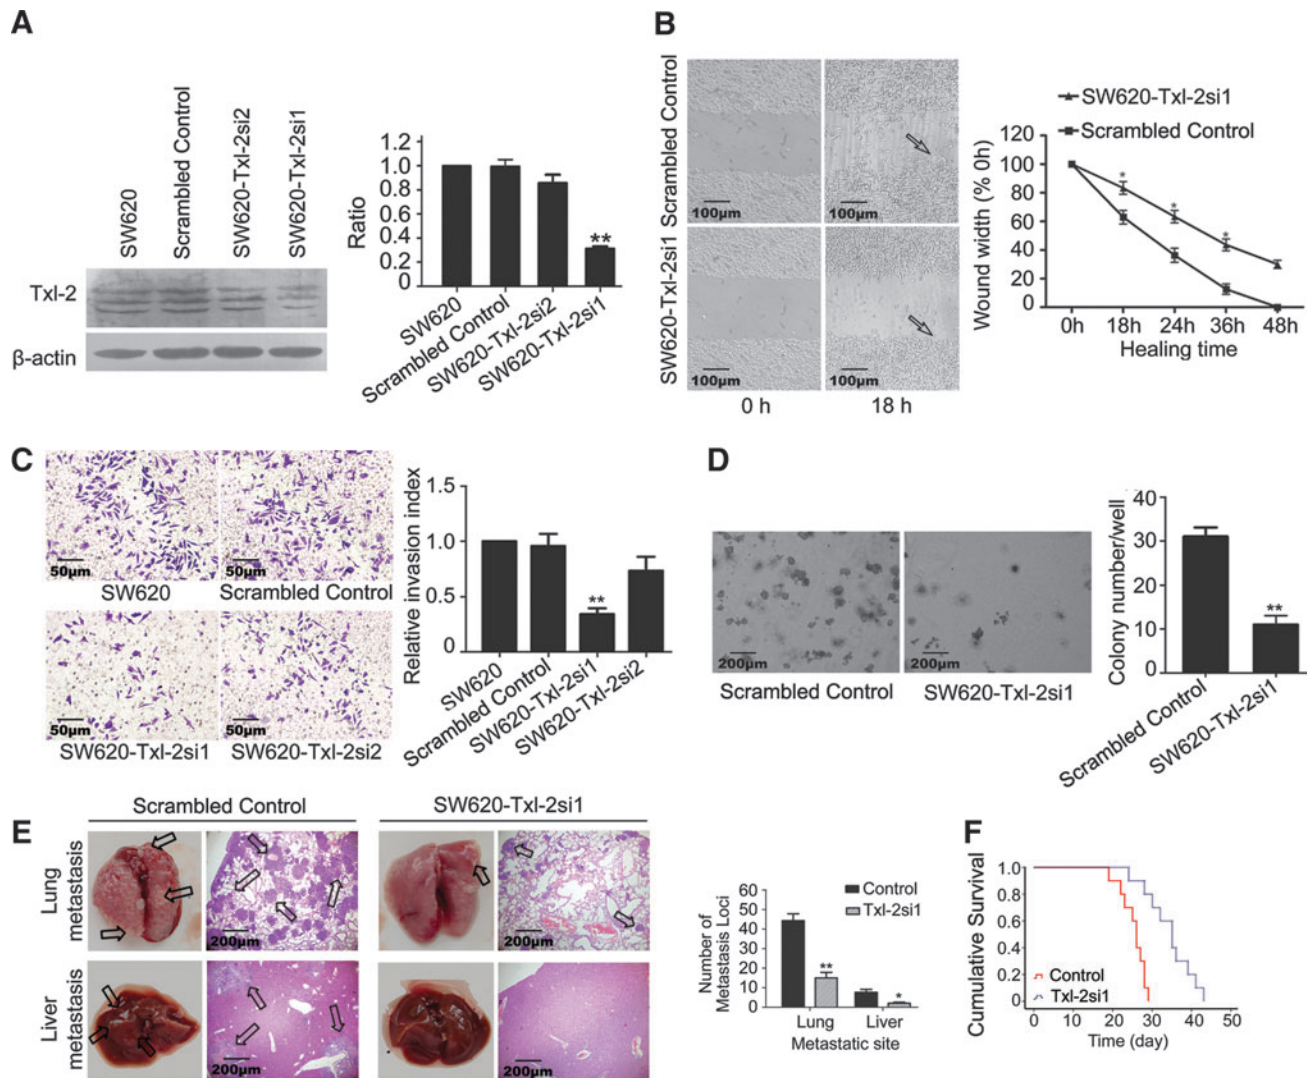 A
SW620
Scrambled Control
SW620-Txl-2si2
SW620-Txl-2si1
Txl-2
β-actin
Ratio
1.2
1.0
0.8
0.6
0.4
0.2
0
**
SW620
Scrambled Control
SW620-Txl-2si2
SW620-Txl-2si1
B
Scrambled Control
SW620-Txl-2si1
100µm
100µm
100µm
100µm
0 h
18 h
SW620-Txl-2si1
Scrambled Control
Wound width (% 0h)
120
100
80
60
40
20
0
*
*
*
0h
18h
24h
36h
48h
Healing time
C
50µm
50µm
SW620
Scrambled Control
50µm
50µm
SW620-Txl-2si1
SW620-Txl-2si2
Relative invasion index
1.5
1.0
0.5
0
**
SW620
Scrambled Control
SW620-Txl-2si1
SW620-Txl-2si2
D
200µm
200µm
Scrambled Control
SW620-Txl-2si1
Colony number/well
40
30
20
10
0
**
Scrambled Control
SW620-Txl-2si1
E
Scrambled Control
SW620-Txl-2si1
Lung metastasis
200µm
200µm
Liver metastasis
200µm
200µm
Control
Txl-2si1
Number of
Metastasis Loci
60
50
40
30
20
10
0
**
*
Lung
Liver
Metastatic site
F
Cumulative Survival
1.0
0.8
0.6
0.4
0.2
0
Control
Txl-2si1
0
10
20
30
40
50
Time (day)